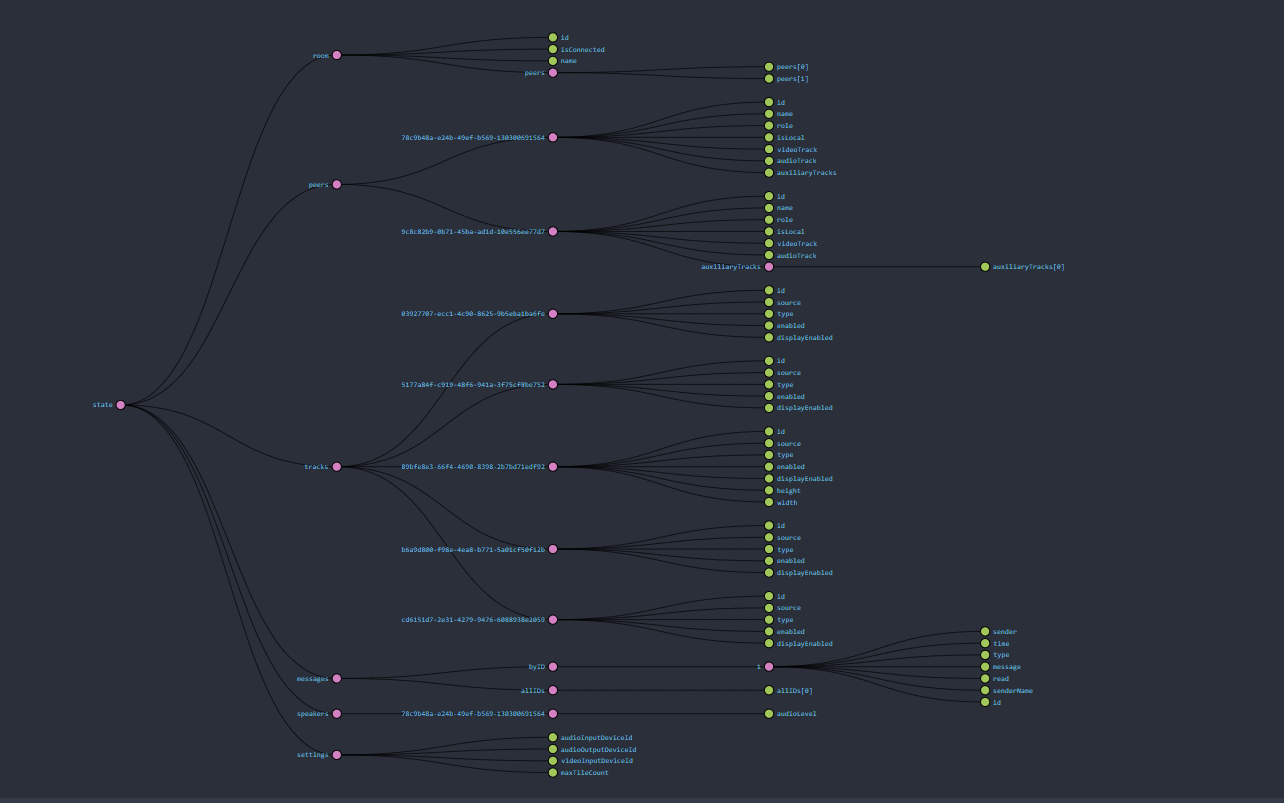 state
room
id
isConnected
name
peers
peers[0]
peers[1]
peers
78c9b48a-e24b-49ef-b569-130300691564
id
name
role
isLocal
videoTrack
audioTrack
auxiliaryTracks
9c8c82b9-0b71-45ba-ad1d-10e556ee77d7
id
name
role
isLocal
videoTrack
audioTrack
auxiliaryTracks
auxiliaryTracks[0]
tracks
03927707-ecc1-4c90-8625-9b5eba1ba6fe
id
source
type
enabled
displayEnabled
5177a84f-c919-48f6-941a-3f75cf8be752
id
source
type
enabled
displayEnabled
89bfe8e3-66f4-4690-8398-2b7bd71edf92
id
source
type
enabled
displayEnabled
height
width
b6a9d800-f98e-4ea8-b771-5a01cf50f12b
id
source
type
enabled
displayEnabled
cd6151d7-2e31-4279-9476-6088938e2059
id
source
type
enabled
displayEnabled
messages
byID
1
sender
time
type
message
read
senderName
id
allIDs
allIDs[0]
speakers
78c9b48a-e24b-49ef-b569-130300691564
audioLevel
settings
audioInputDeviceId
audioOutputDeviceId
videoInputDeviceId
maxTileCount